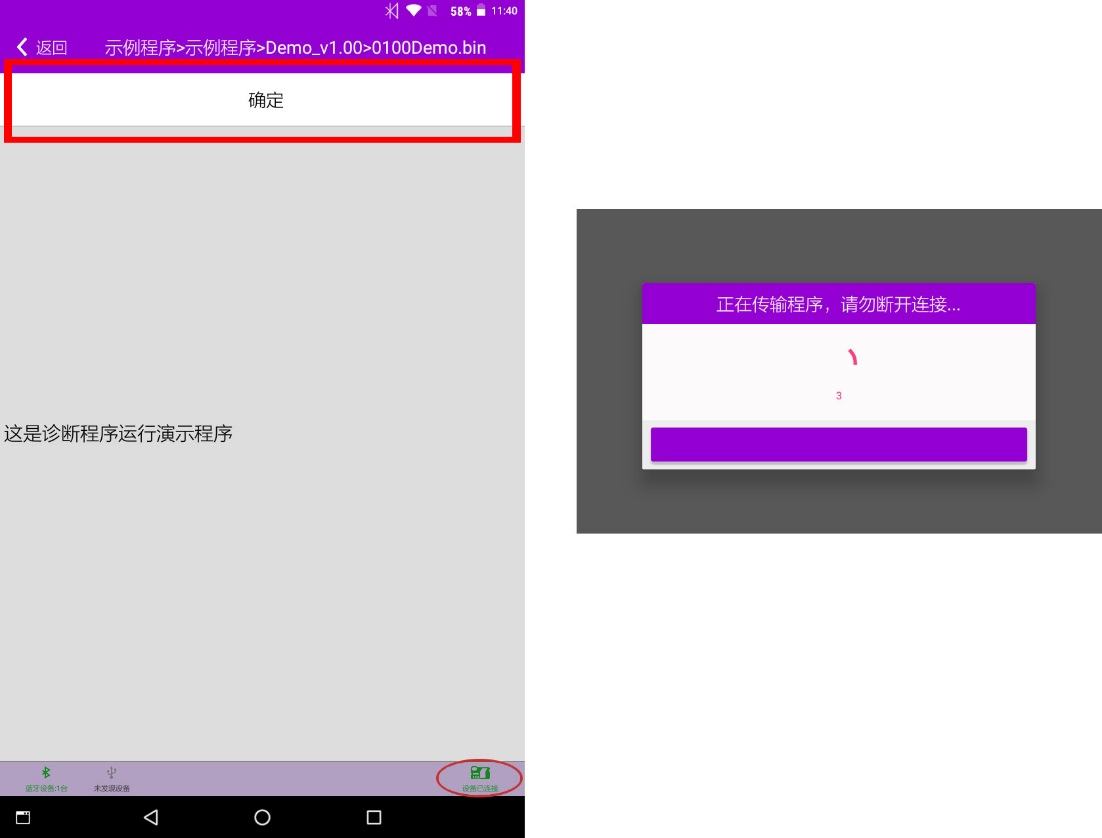 58% 11:40
返回 示例程序>示例程序>Demo_v1.00>0100Demo.bin
确定
这是诊断程序运行演示程序
蓝牙设备:1台 未发现设备 设备已连接
正在传输程序，请勿断开连接...
3